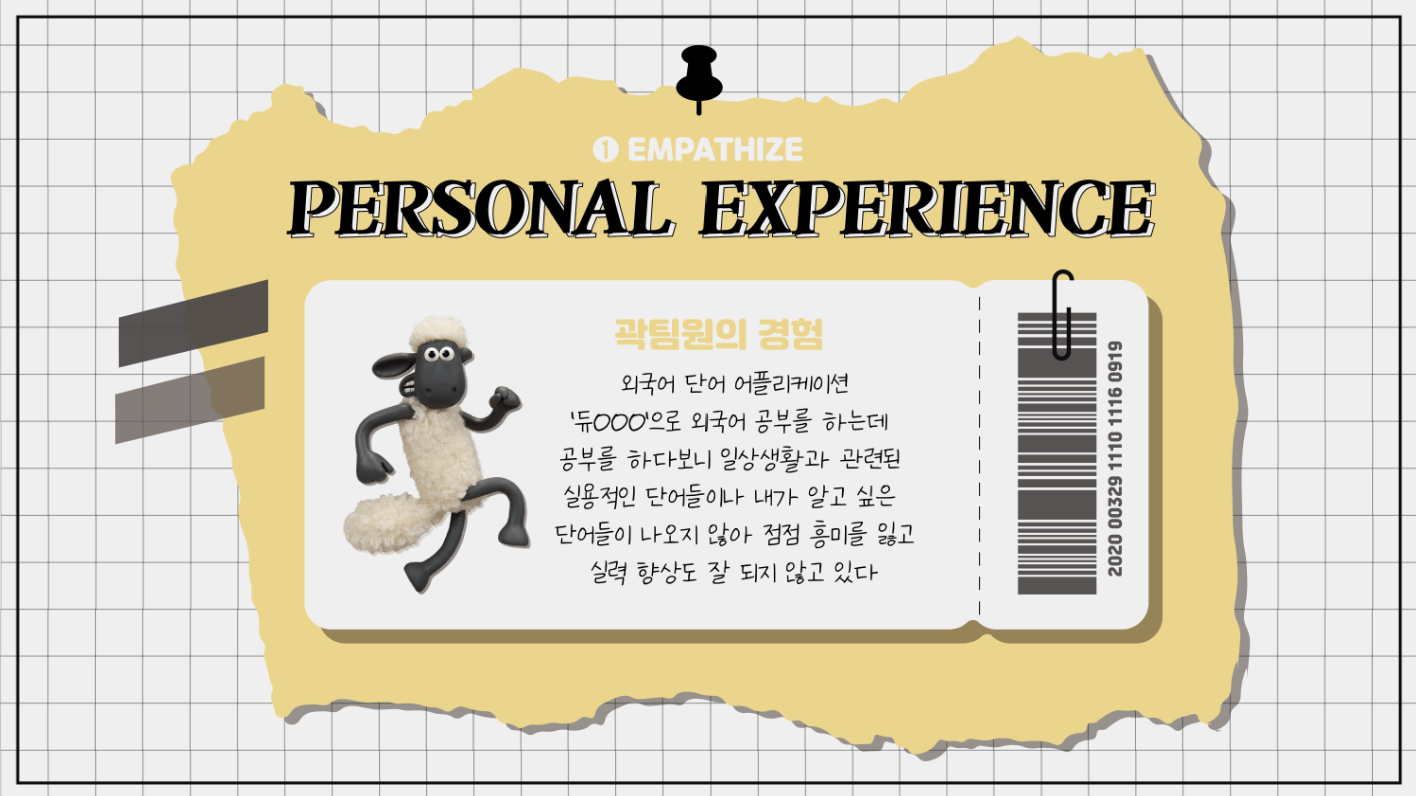 ① EMPATHIZE
PERSONAL EXPERIENCE
곽팀원의 경험
외국어 단어 어플리케이션
'듀OOO'으로 외국어 공부를 하는데
공부를 하다보니 일상생활과 관련된
실용적인 단어들이나 내가 알고 싶은
단어들이 나오지 않아 점점 흥미를 잃고
실력 향상도 잘 되지 않고 있다
2020 00329 1110 1116 0919